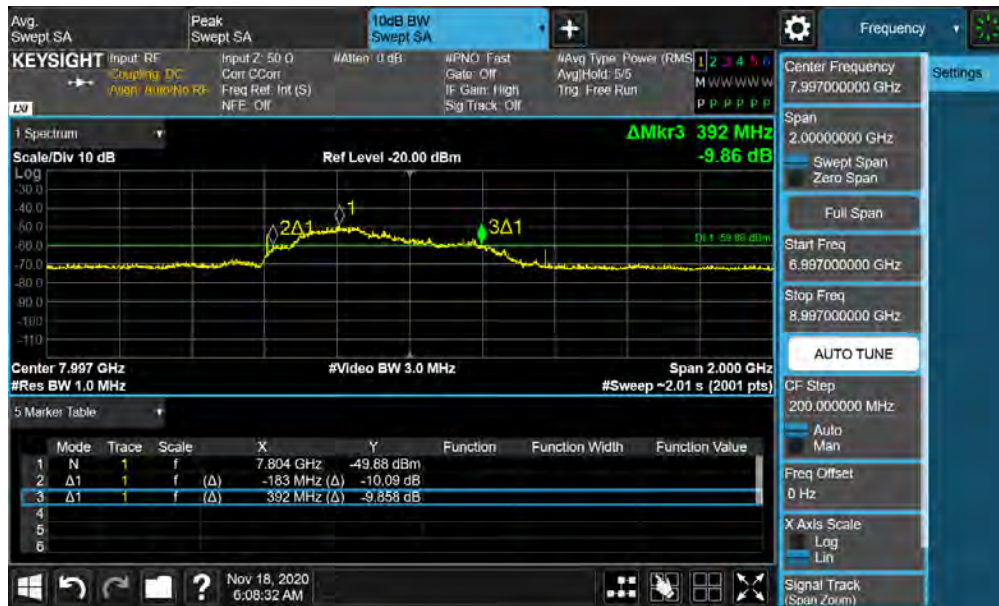 Avg.
Swept SA
Peak
Swept SA
10dB BW
Swept SA
+
Frequency
KEYSIGHT
Input: RF
Coupling: DC
Align: Auto/No RF
Input Z: 50 Ω
Corr CCorr
Freq Ref: Int (S)
NFE: Off
#Atten: 0 dB
#PNO: Fast
Gate: Off
IF Gain: High
Sig Track: Off
#Avg Type: Power (RMS
Avg|Hold: 5/5
Trig: Free Run
1 2 3 4 5 6
M W W W W W
P P P P P P
LXI
1 Spectrum
Scale/Div 10 dB
Ref Level -20.00 dBm
ΔMkr3 392 MHz
-9.86 dB
Log
-30.0
-40.0
-50.0
-60.0
-70.0
-80.0
-90.0
-100
-110
1
2Δ1
3Δ1
DL1 -59.88 dBm
Center 7.997 GHz
#Video BW 3.0 MHz
Span 2.000 GHz
#Res BW 1.0 MHz
#Sweep ~2.01 s (2001 pts)
5 Marker Table
Mode Trace Scale X Y Function Function Width Function Value
1 N 1 f 7.804 GHz -49.88 dBm
2 Δ1 1 f (Δ) -183 MHz (Δ) -10.09 dB
3 Δ1 1 f (Δ) 392 MHz (Δ) -9.858 dB
4
5
6
?
Nov 18, 2020
6:08:32 AM
Center Frequency
7.997000000 GHz
Settings
Span
2.00000000 GHz
Swept Span
Zero Span
Full Span
Start Freq
6.997000000 GHz
Stop Freq
8.997000000 GHz
AUTO TUNE
CF Step
200.000000 MHz
Auto
Man
Freq Offset
0 Hz
X Axis Scale
Log
Lin
Signal Track
(Span Zoom)